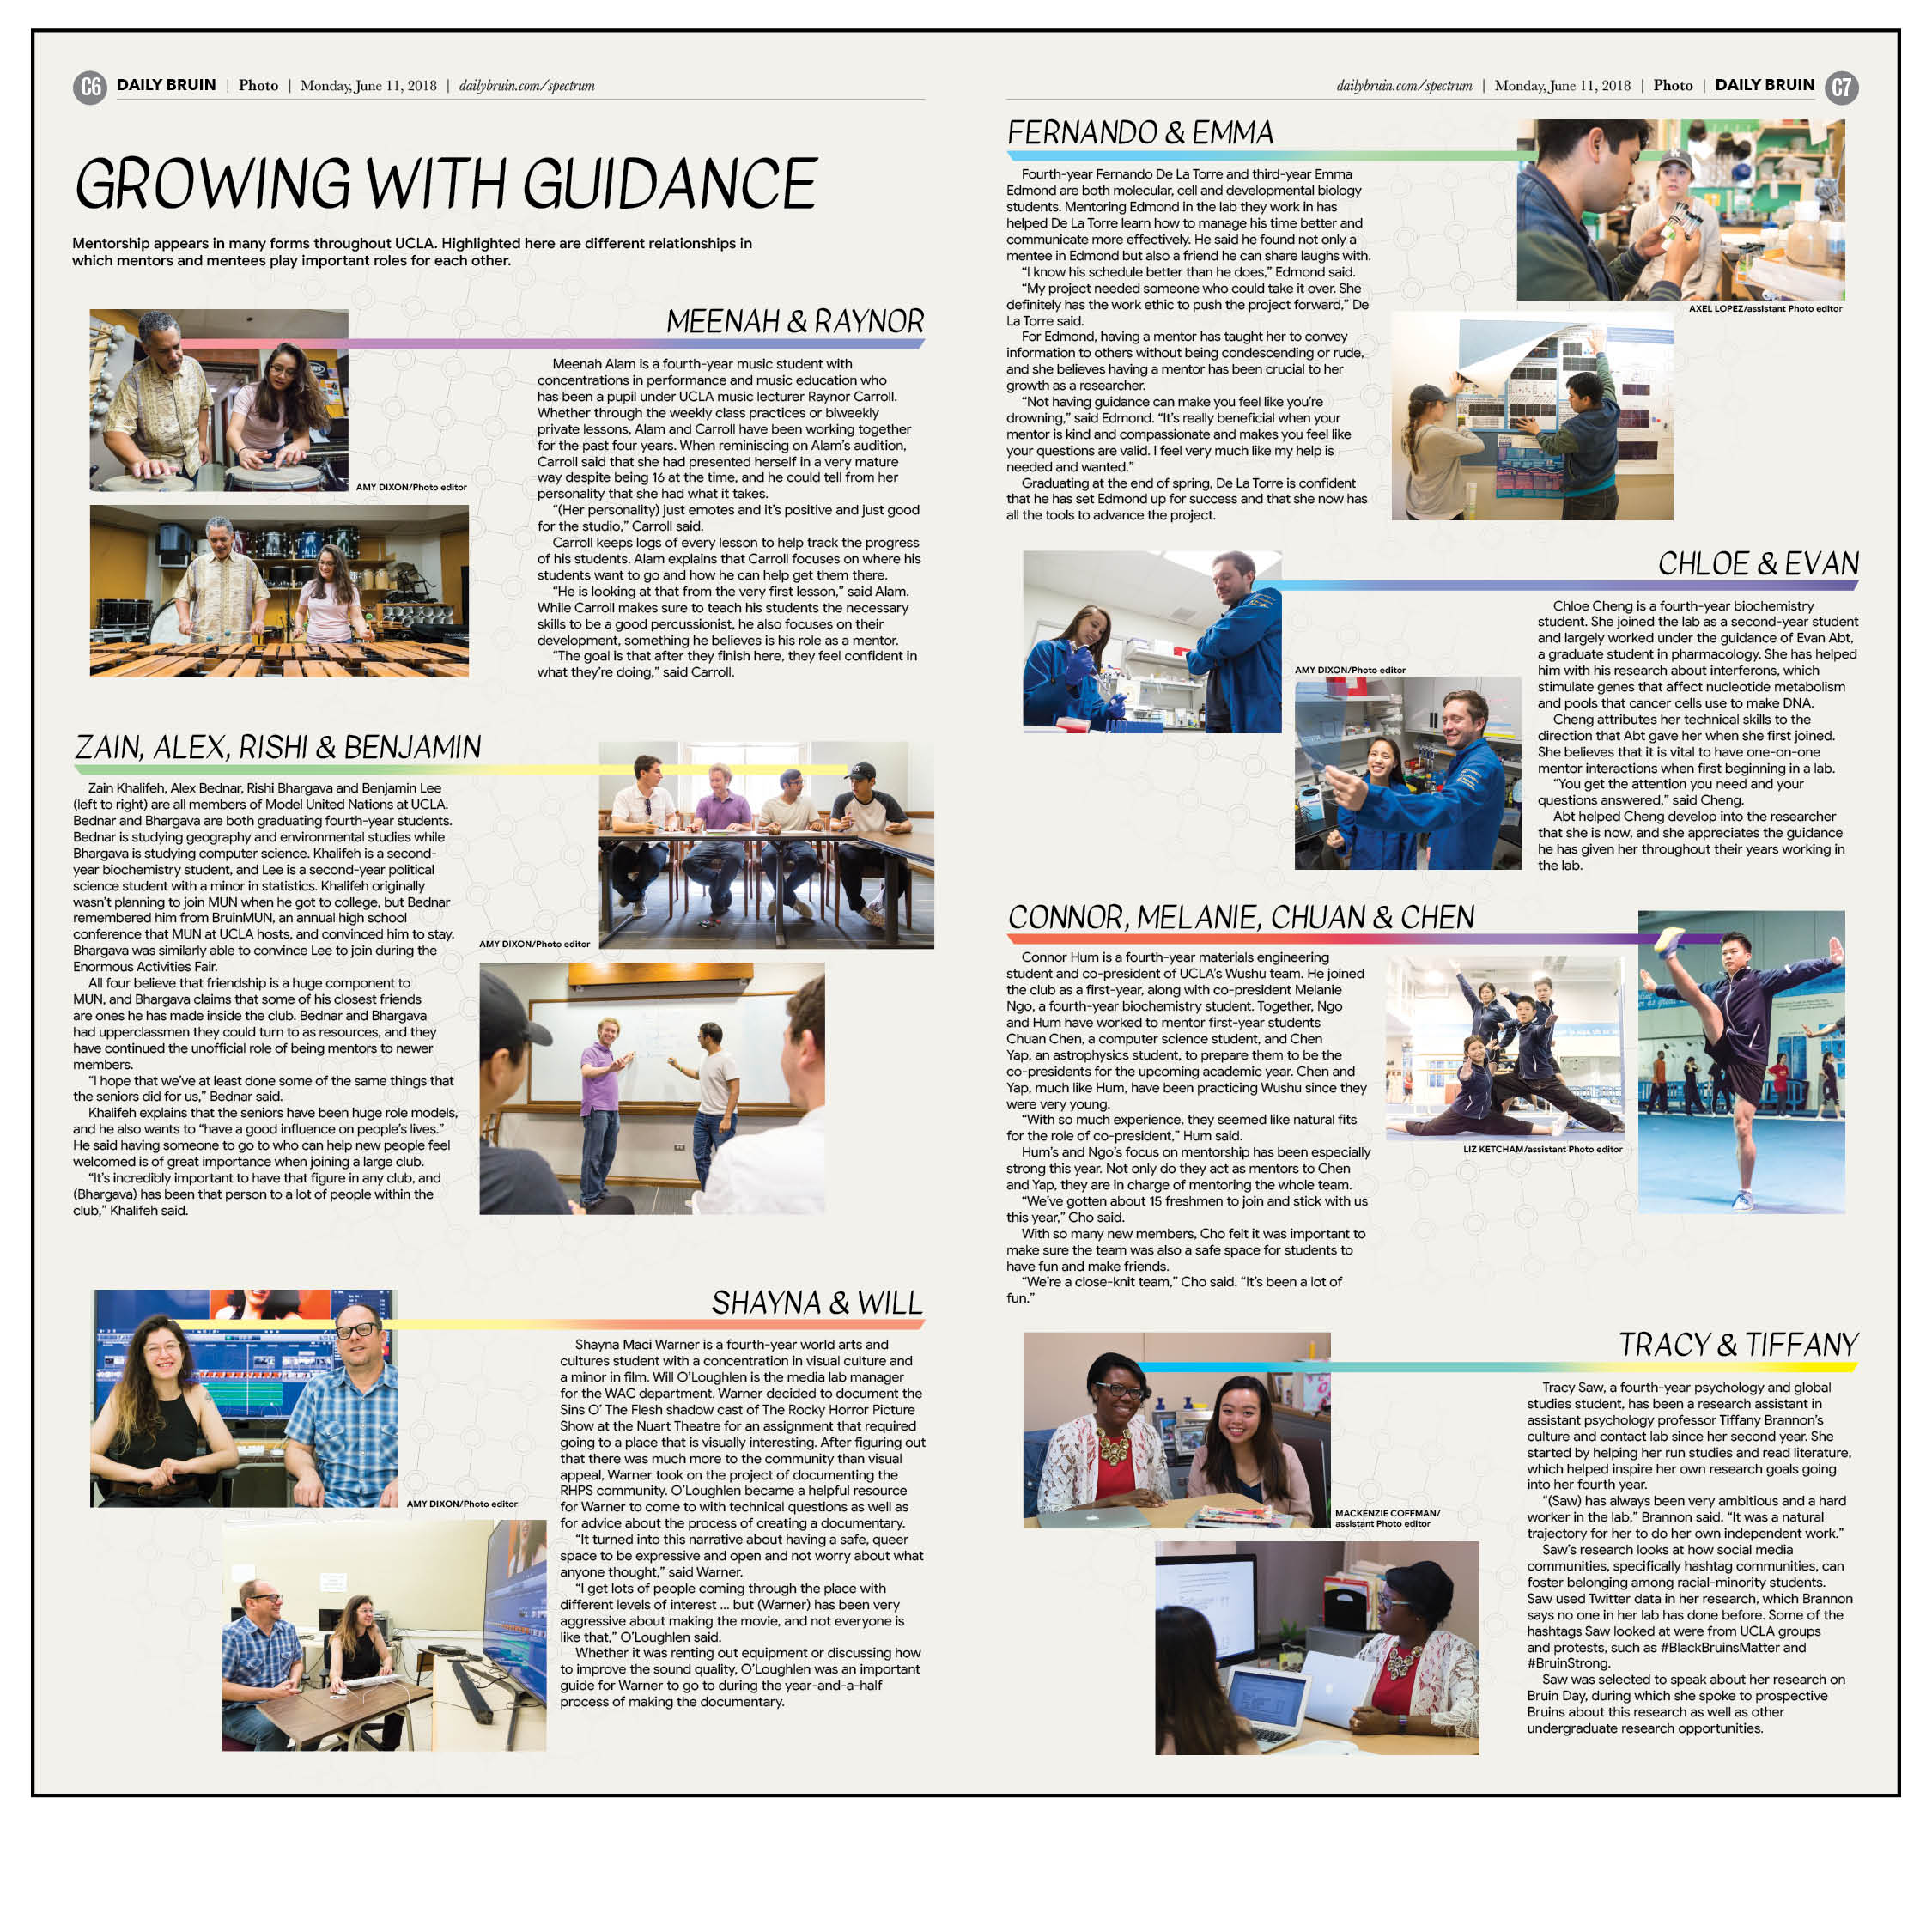 C6 DAILY BRUIN | Photo | Monday, June 11, 2018 | dailybruin.com/spectrum
GROWING WITH GUIDANCE
Mentorship appears in many forms throughout UCLA. Highlighted here are different relationships in
which mentors and mentees play important roles for each other.
MEENAH & RAYNOR
Meenah Alam is a fourth-year music student with
concentrations in performance and music education who
has been a pupil under UCLA music lecturer Raynor Carroll.
Whether through the weekly class practices or biweekly
private lessons, Alam and Carroll have been working together
for the past four years. When reminiscing on Alam's audition,
Carroll said that she had presented herself in a very mature
way despite being 16 at the time, and he could tell from her
personality that she had what it takes.
"(Her personality) just emotes and it's positive and just good
for the studio," Carroll said.
Carroll keeps logs of every lesson to help track the progress
of his students. Alam explains that Carroll focuses on where his
students want to go and how he can help get them there.
"He is looking at that from the very first lesson," said Alam.
While Carroll makes sure to teach his students the necessary
skills to be a good percussionist, he also focuses on their
development, something he believes is his role as a mentor.
"The goal is that after they finish here, they feel confident in
what they're doing," said Carroll.
AMY DIXON/Photo editor
ZAIN, ALEX, RISHI & BENJAMIN
Zain Khalifeh, Alex Bednar, Rishi Bhargava and Benjamin Lee
(left to right) are all members of Model United Nations at UCLA.
Bednar and Bhargava are both graduating fourth-year students.
Bednar is studying geography and environmental studies while
Bhargava is studying computer science. Khalifeh is a second-
year biochemistry student, and Lee is a second-year political
science student with a minor in statistics. Khalifeh originally
wasn't planning to join MUN when he got to college, but Bednar
remembered him from BruinMUN, an annual high school
conference that MUN at UCLA hosts, and convinced him to stay.
Bhargava was similarly able to convince Lee to join during the
Enormous Activities Fair.
All four believe that friendship is a huge component to
MUN, and Bhargava claims that some of his closest friends
are ones he has made inside the club. Bednar and Bhargava
had upperclassmen they could turn to as resources, and they
have continued the unofficial role of being mentors to newer
members.
"I hope that we've at least done some of the same things that
the seniors did for us," Bednar said.
Khalifeh explains that the seniors have been huge role models,
and he also wants to "have a good influence on people's lives."
He said having someone to go to who can help new people feel
welcomed is of great importance when joining a large club.
"It's incredibly important to have that figure in any club, and
(Bhargava) has been that person to a lot of people within the
club," Khalifeh said.
AMY DIXON/Photo editor
SHAYNA & WILL
Shayna Maci Warner is a fourth-year world arts and
cultures student with a concentration in visual culture and
a minor in film. Will O'Loughlen is the media lab manager
for the WAC department. Warner decided to document the
Sins O' The Flesh shadow cast of The Rocky Horror Picture
Show at the Nuart Theatre for an assignment that required
going to a place that is visually interesting. After figuring out
that there was much more to the community than visual
appeal, Warner took on the project of documenting the
RHPS community. O'Loughlen became a helpful resource
for Warner to come to with technical questions as well as
for advice about the process of creating a documentary.
"It turned into this narrative about having a safe, queer
space to be expressive and open and not worry about what
anyone thought," said Warner.
"I get lots of people coming through the place with
different levels of interest ... but (Warner) has been very
aggressive about making the movie, and not everyone is
like that," O'Loughlen said.
Whether it was renting out equipment or discussing how
to improve the sound quality, O'Loughlen was an important
guide for Warner to go to during the year-and-a-half
process of making the documentary.
AMY DIXON/Photo editor
dailybruin.com/spectrum | Monday, June 11, 2018 | Photo | DAILY BRUIN C7
FERNANDO & EMMA
Fourth-year Fernando De La Torre and third-year Emma
Edmond are both molecular, cell and developmental biology
students. Mentoring Edmond in the lab they work in has
helped De La Torre learn how to manage his time better and
communicate more effectively. He said he found not only a
mentee in Edmond but also a friend he can share laughs with.
"I know his schedule better than he does," Edmond said.
"My project needed someone who could take it over. She
definitely has the work ethic to push the project forward," De
La Torre said.
For Edmond, having a mentor has taught her to convey
information to others without being condescending or rude,
and she believes having a mentor has been crucial to her
growth as a researcher.
"Not having guidance can make you feel like you're
drowning," said Edmond. "It's really beneficial when your
mentor is kind and compassionate and makes you feel like
your questions are valid. I feel very much like my help is
needed and wanted."
Graduating at the end of spring, De La Torre is confident
that he has set Edmond up for success and that she now has
all the tools to advance the project.
AXEL LOPEZ/assistant Photo editor
CHLOE & EVAN
Chloe Cheng is a fourth-year biochemistry
student. She joined the lab as a second-year student
and largely worked under the guidance of Evan Abt,
a graduate student in pharmacology. She has helped
him with his research about interferons, which
stimulate genes that affect nucleotide metabolism
and pools that cancer cells use to make DNA.
Cheng attributes her technical skills to the
direction that Abt gave her when she first joined.
She believes that it is vital to have one-on-one
mentor interactions when first beginning in a lab.
"You get the attention you need and your
questions answered," said Cheng.
Abt helped Cheng develop into the researcher
that she is now, and she appreciates the guidance
he has given her throughout their years working in
the lab.
AMY DIXON/Photo editor
CONNOR, MELANIE, CHUAN & CHEN
Connor Hum is a fourth-year materials engineering
student and co-president of UCLA's Wushu team. He joined
the club as a first-year, along with co-president Melanie
Ngo, a fourth-year biochemistry student. Together, Ngo
and Hum have worked to mentor first-year students
Chuan Chen, a computer science student, and Chen
Yap, an astrophysics student, to prepare them to be the
co-presidents for the upcoming academic year. Chen and
Yap, much like Hum, have been practicing Wushu since they
were very young.
"With so much experience, they seemed like natural fits
for the role of co-president," Hum said.
Hum's and Ngo's focus on mentorship has been especially
strong this year. Not only do they act as mentors to Chen
and Yap, they are in charge of mentoring the whole team.
"We've gotten about 15 freshmen to join and stick with us
this year," Cho said.
With so many new members, Cho felt it was important to
make sure the team was also a safe space for students to
have fun and make friends.
"We're a close-knit team," Cho said. "It's been a lot of
fun."
LIZ KETCHAM/assistant Photo editor
TRACY & TIFFANY
Tracy Saw, a fourth-year psychology and global
studies student, has been a research assistant in
assistant psychology professor Tiffany Brannon's
culture and contact lab since her second year. She
started by helping her run studies and read literature,
which helped inspire her own research goals going
into her fourth year.
"(Saw) has always been very ambitious and a hard
worker in the lab," Brannon said. "It was a natural
trajectory for her to do her own independent work."
Saw's research looks at how social media
communities, specifically hashtag communities, can
foster belonging among racial-minority students.
Saw used Twitter data in her research, which Brannon
says no one in her lab has done before. Some of the
hashtags Saw looked at were from UCLA groups
and protests, such as #BlackBruinsMatter and
#BruinStrong.
Saw was selected to speak about her research on
Bruin Day, during which she spoke to prospective
Bruins about this research as well as other
undergraduate research opportunities.
MACKENZIE COFFMAN/
assistant Photo editor